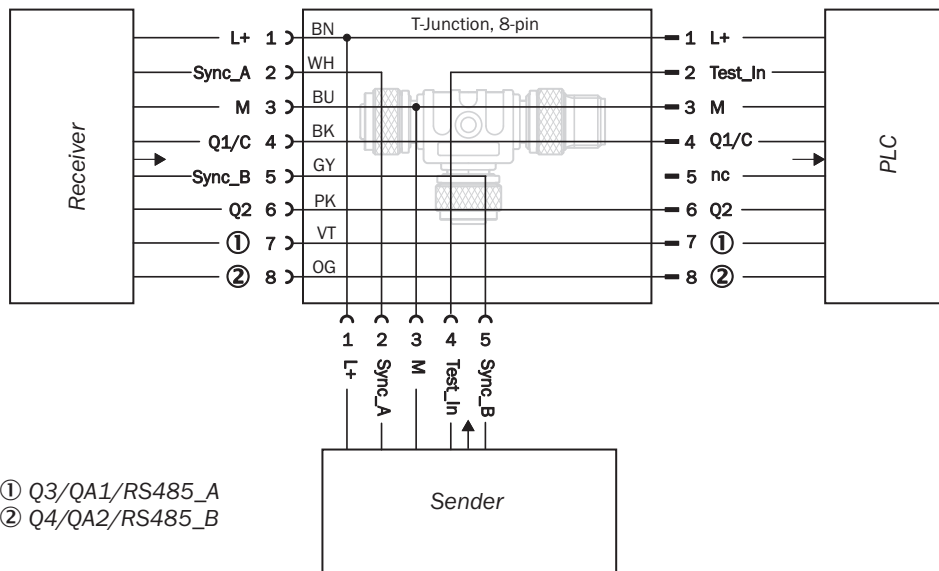 T-Junction, 8-pin
L+ 1 BN 1 L+
Sync_A 2 WH 2 Test_In
M 3 BU 3 M
Q1/C 4 BK 4 Q1/C
Sync_B 5 GY 5 nc
Q2 6 PK 6 Q2
① 7 VT 7 ①
② 8 OG 8 ②
Receiver
PLC
1 2 3 4 5
L+ Sync_A M Test_In Sync_B
Sender
① Q3/QA1/RS485_A
② Q4/QA2/RS485_B